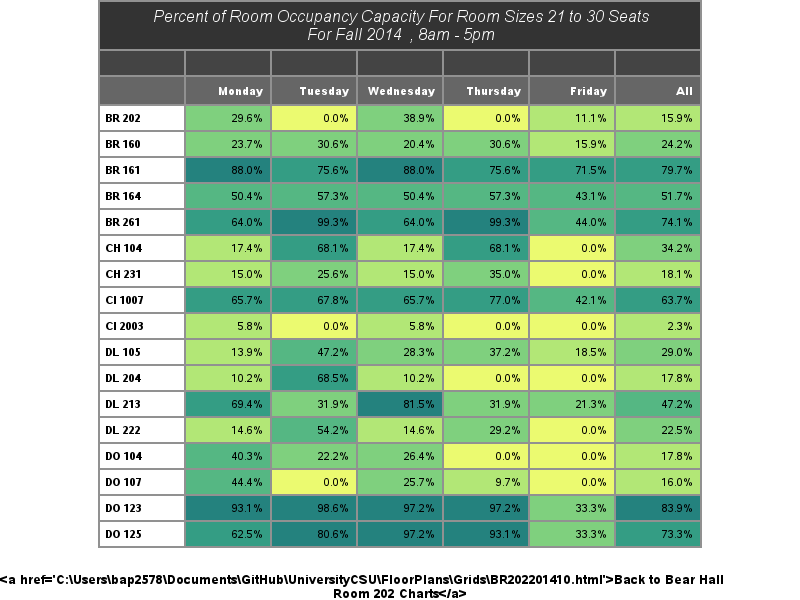 Percent of Room Occupancy Capacity For Room Sizes 21 to 30 Seats
For Fall 2014 , 8am - 5pm
Monday Tuesday Wednesday Thursday Friday All
BR 202 29.6% 0.0% 38.9% 0.0% 11.1% 15.9%
BR 160 23.7% 30.6% 20.4% 30.6% 15.9% 24.2%
BR 161 88.0% 75.6% 88.0% 75.6% 71.5% 79.7%
BR 164 50.4% 57.3% 50.4% 57.3% 43.1% 51.7%
BR 261 64.0% 99.3% 64.0% 99.3% 44.0% 74.1%
CH 104 17.4% 68.1% 17.4% 68.1% 0.0% 34.2%
CH 231 15.0% 25.6% 15.0% 35.0% 0.0% 18.1%
CI 1007 65.7% 67.8% 65.7% 77.0% 42.1% 63.7%
CI 2003 5.8% 0.0% 5.8% 0.0% 0.0% 2.3%
DL 105 13.9% 47.2% 28.3% 37.2% 18.5% 29.0%
DL 204 10.2% 68.5% 10.2% 0.0% 0.0% 17.8%
DL 213 69.4% 31.9% 81.5% 31.9% 21.3% 47.2%
DL 222 14.6% 54.2% 14.6% 29.2% 0.0% 22.5%
DO 104 40.3% 22.2% 26.4% 0.0% 0.0% 17.8%
DO 107 44.4% 0.0% 25.7% 9.7% 0.0% 16.0%
DO 123 93.1% 98.6% 97.2% 97.2% 33.3% 83.9%
DO 125 62.5% 80.6% 97.2% 93.1% 33.3% 73.3%
<a href='C:\Users\bap2578\Documents\GitHub\UniversityCSU\FloorPlans\Grids\BR202201410.html'>Back to Bear Hall
Room 202 Charts</a>